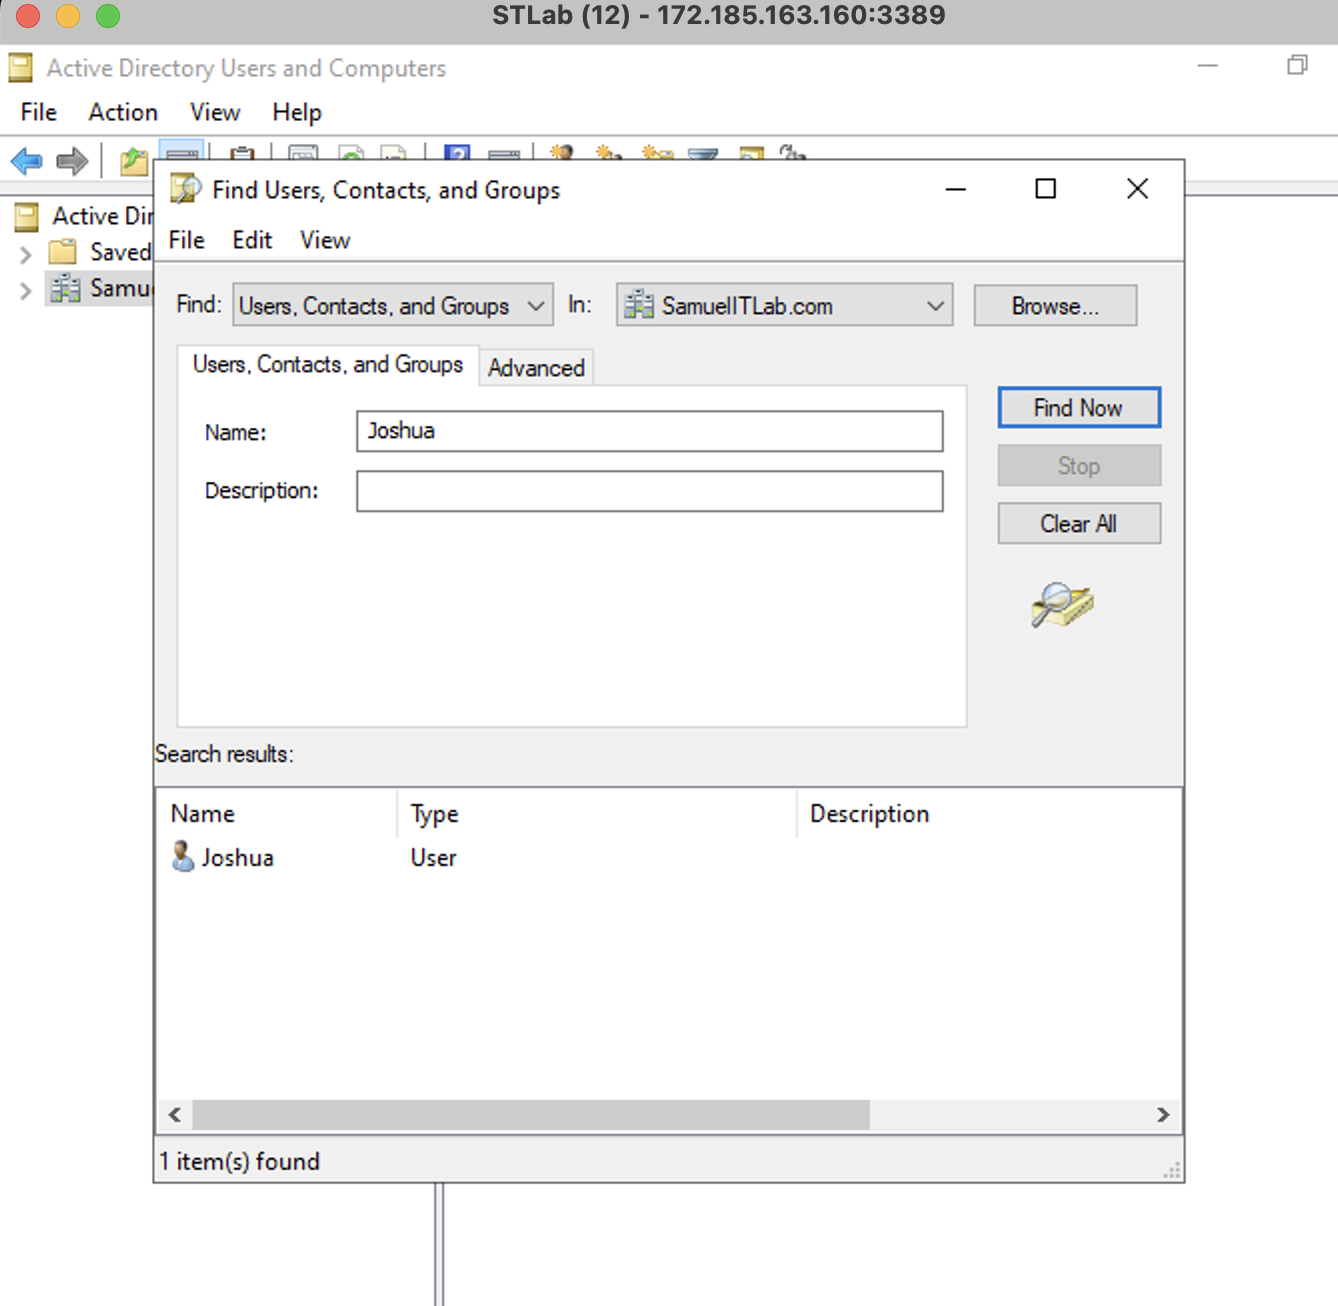 STLab (12) - 172.185.163.160:3389
Active Directory Users and Computers
File Action View Help
Active Dir
Saved
Samu
Find Users, Contacts, and Groups
File Edit View
Find: Users, Contacts, and Groups In: SamuelITLab.com Browse...
Users, Contacts, and Groups Advanced
Name: Joshua
Find Now
Description:
Stop
Clear All
Search results:
Name Type Description
Joshua User
1 item(s) found